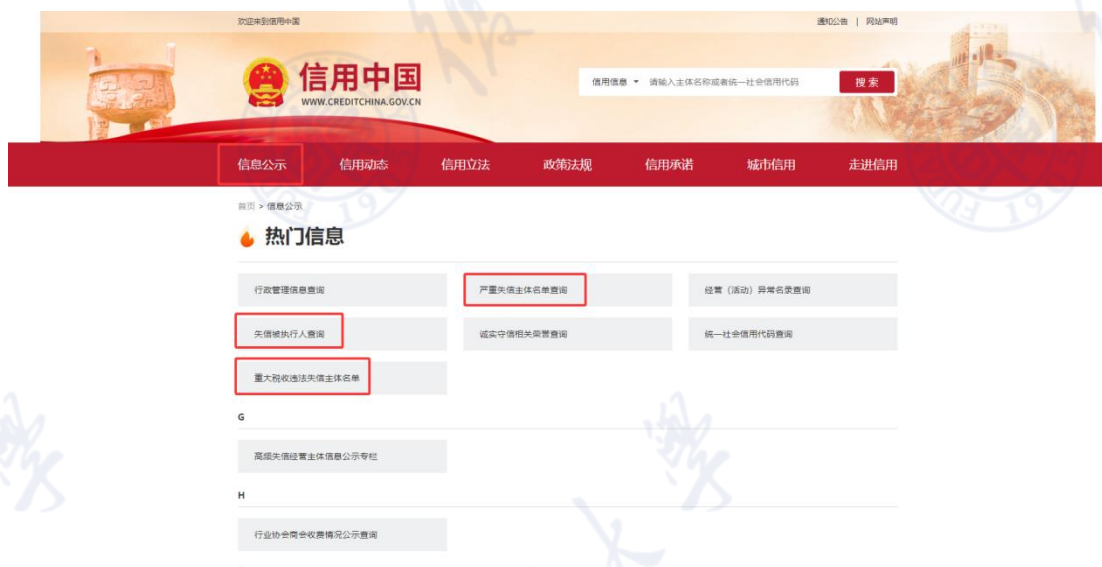 欢迎来到信用中国
通知公告 | 网站声明
信用中国
WWW.CREDITCHINA.GOV.CN
信用信息 请输入主体名称或者统一社会信用代码 搜索
信息公示 信用动态 信用立法 政策法规 信用承诺 城市信用 走进信用
首页 > 信息公示
热门信息
行政管理信息查询 严重失信主体名单查询 经营（活动）异常名录查询
失信被执行人查询 诚实守信相关荣誉查询 统一社会信用代码查询
重大税收违法失信主体名单
G
高频失信经营主体信息公示专栏
H
行业协会商会收费情况公示查询